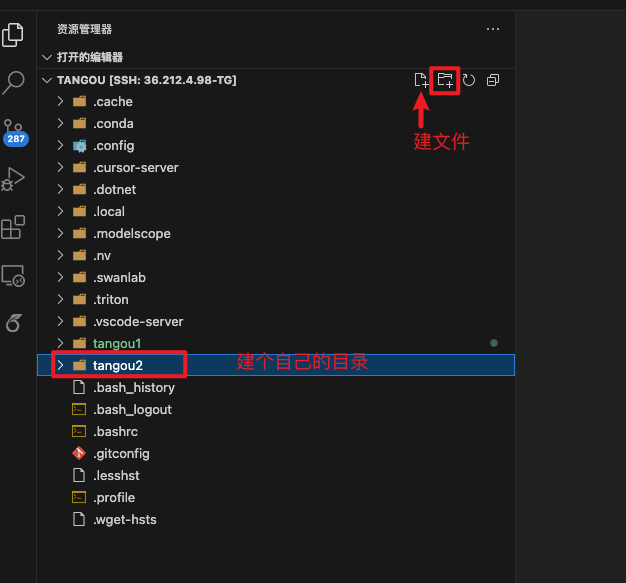 资源管理器
打开的编辑器
TANGOU [SSH: 36.212.4.98-TG]
.cache
.conda
建文件
.config
287
.cursor-server
.dotnet
.local
.modelscope
.nv
.swanlab
.triton
.vscode-server
tangou1
tangou2
建个自己的目录
.bash_history
.bash_logout
.bashrc
.gitconfig
.lesshst
.profile
.wget-hsts